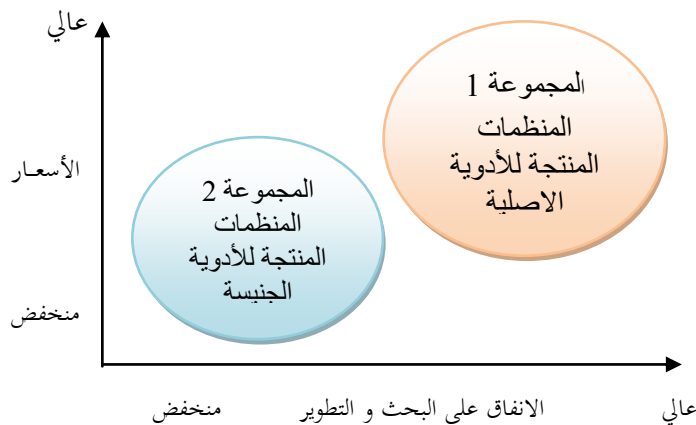 عالي
المجموعة 1
المنظمات
المنتجة للأدوية
الاصلية
الأسعار
المجموعة 2
المنظمات
المنتجة للأدوية
الجنيسة
منخفض
عالي
الانفاق على البحث و التطوير
منخفض